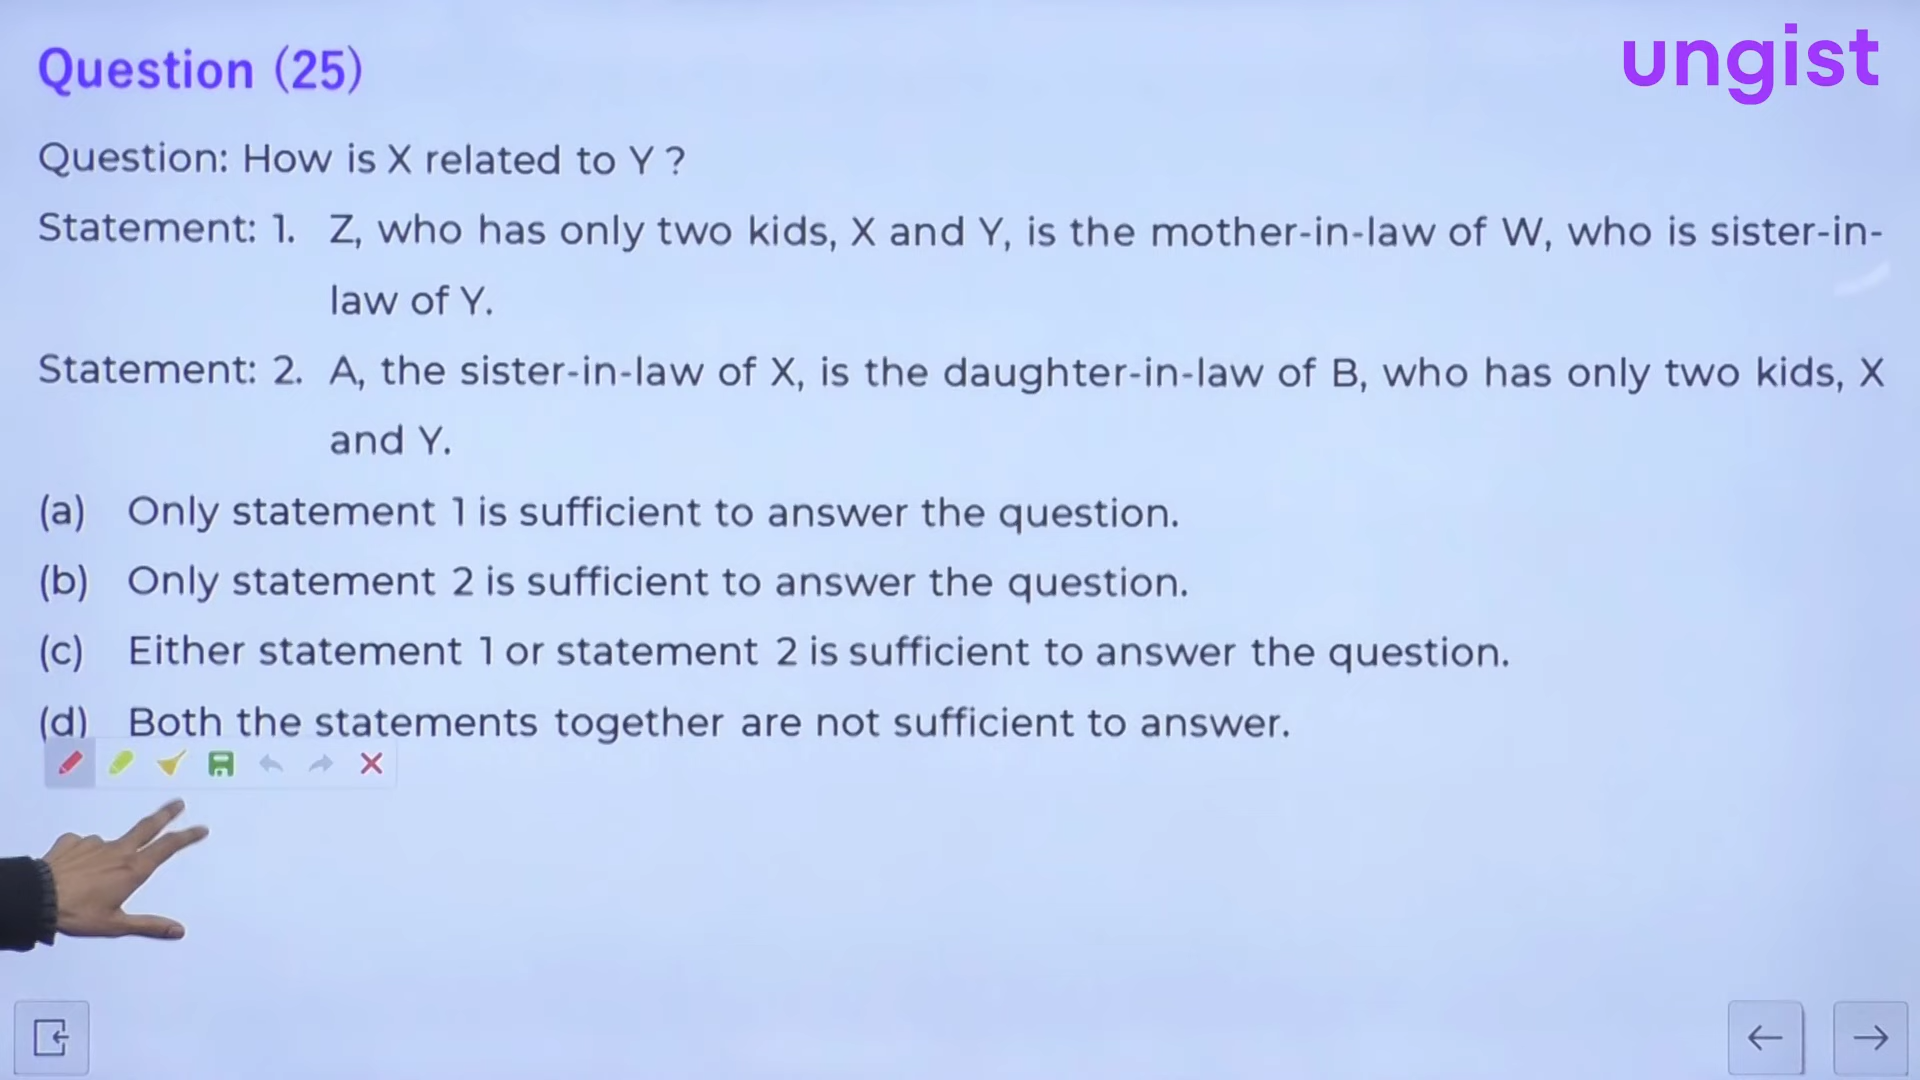 Question (25)
ungist
Question: How is X related to Y ?
Statement: 1. Z, who has only two kids, X and Y, is the mother-in-law of W, who is sister-in-
law of Y.
Statement: 2. A, the sister-in-law of X, is the daughter-in-law of B, who has only two kids, X
and Y.
(a) Only statement 1 is sufficient to answer the question.
(b) Only statement 2 is sufficient to answer the question.
(c) Either statement 1 or statement 2 is sufficient to answer the question.
(d) Both the statements together are not sufficient to answer.